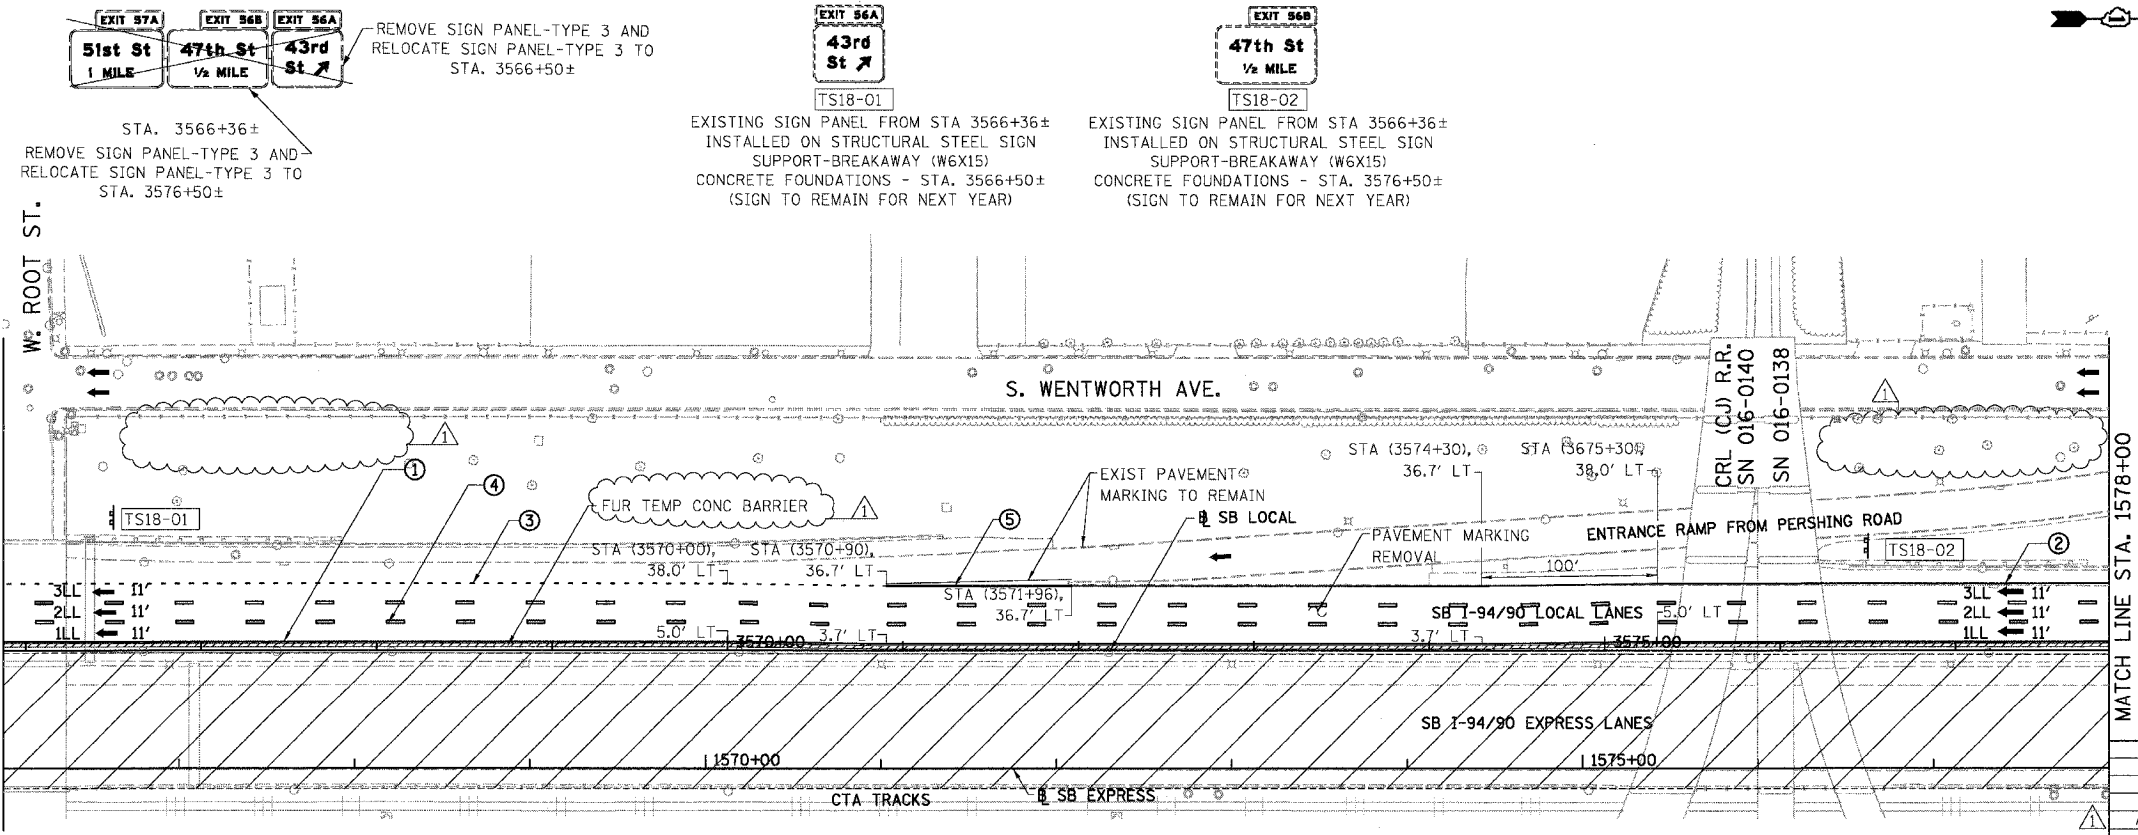 EXIT 57A
51st St
1 MILE
EXIT 56B
47th St
1/2 MILE
EXIT 56A
43rd
St ↗
REMOVE SIGN PANEL-TYPE 3 AND
RELOCATE SIGN PANEL-TYPE 3 TO
STA. 3566+50±
STA. 3566+36±
REMOVE SIGN PANEL-TYPE 3 AND
RELOCATE SIGN PANEL-TYPE 3 TO
STA. 3576+50±
EXIT 56A
43rd
St ↗
TS18-01
EXISTING SIGN PANEL FROM STA 3566+36±
INSTALLED ON STRUCTURAL STEEL SIGN
SUPPORT-BREAKAWAY (W6X15)
CONCRETE FOUNDATIONS - STA. 3566+50±
(SIGN TO REMAIN FOR NEXT YEAR)
EXIT 56B
47th St
1/2 MILE
TS18-02
EXISTING SIGN PANEL FROM STA 3566+36±
INSTALLED ON STRUCTURAL STEEL SIGN
SUPPORT-BREAKAWAY (W6X15)
CONCRETE FOUNDATIONS - STA. 3576+50±
(SIGN TO REMAIN FOR NEXT YEAR)
W. ROOT ST.
S. WENTWORTH AVE.
CRL (CJ) R.R.
SN 016-0140
SN 016-0138
1
1
1
4
3
FUR TEMP CONC BARRIER
1
TS18-01
5
EXIST PAVEMENT
MARKING TO REMAIN
℄ SB LOCAL
STA (3574+30),
36.7' LT
STA (3675+30),
38.0' LT
PAVEMENT MARKING
REMOVAL
ENTRANCE RAMP FROM PERSHING ROAD
100'
TS18-02
2
STA (3570+00),
38.0' LT
STA (3570+90),
36.7' LT
STA (3571+96),
36.7' LT
3LL 11'
2LL 11'
1LL 11'
5.0' LT
3570+00
3.7' LT
SB I-94/90 LOCAL LANES
5.0' LT
3.7' LT
3575+00
3LL 11'
2LL 11'
1LL 11'
MATCH LINE STA. 1578+00
SB I-94/90 EXPRESS LANES
1570+00
1575+00
CTA TRACKS
℄ SB EXPRESS
1